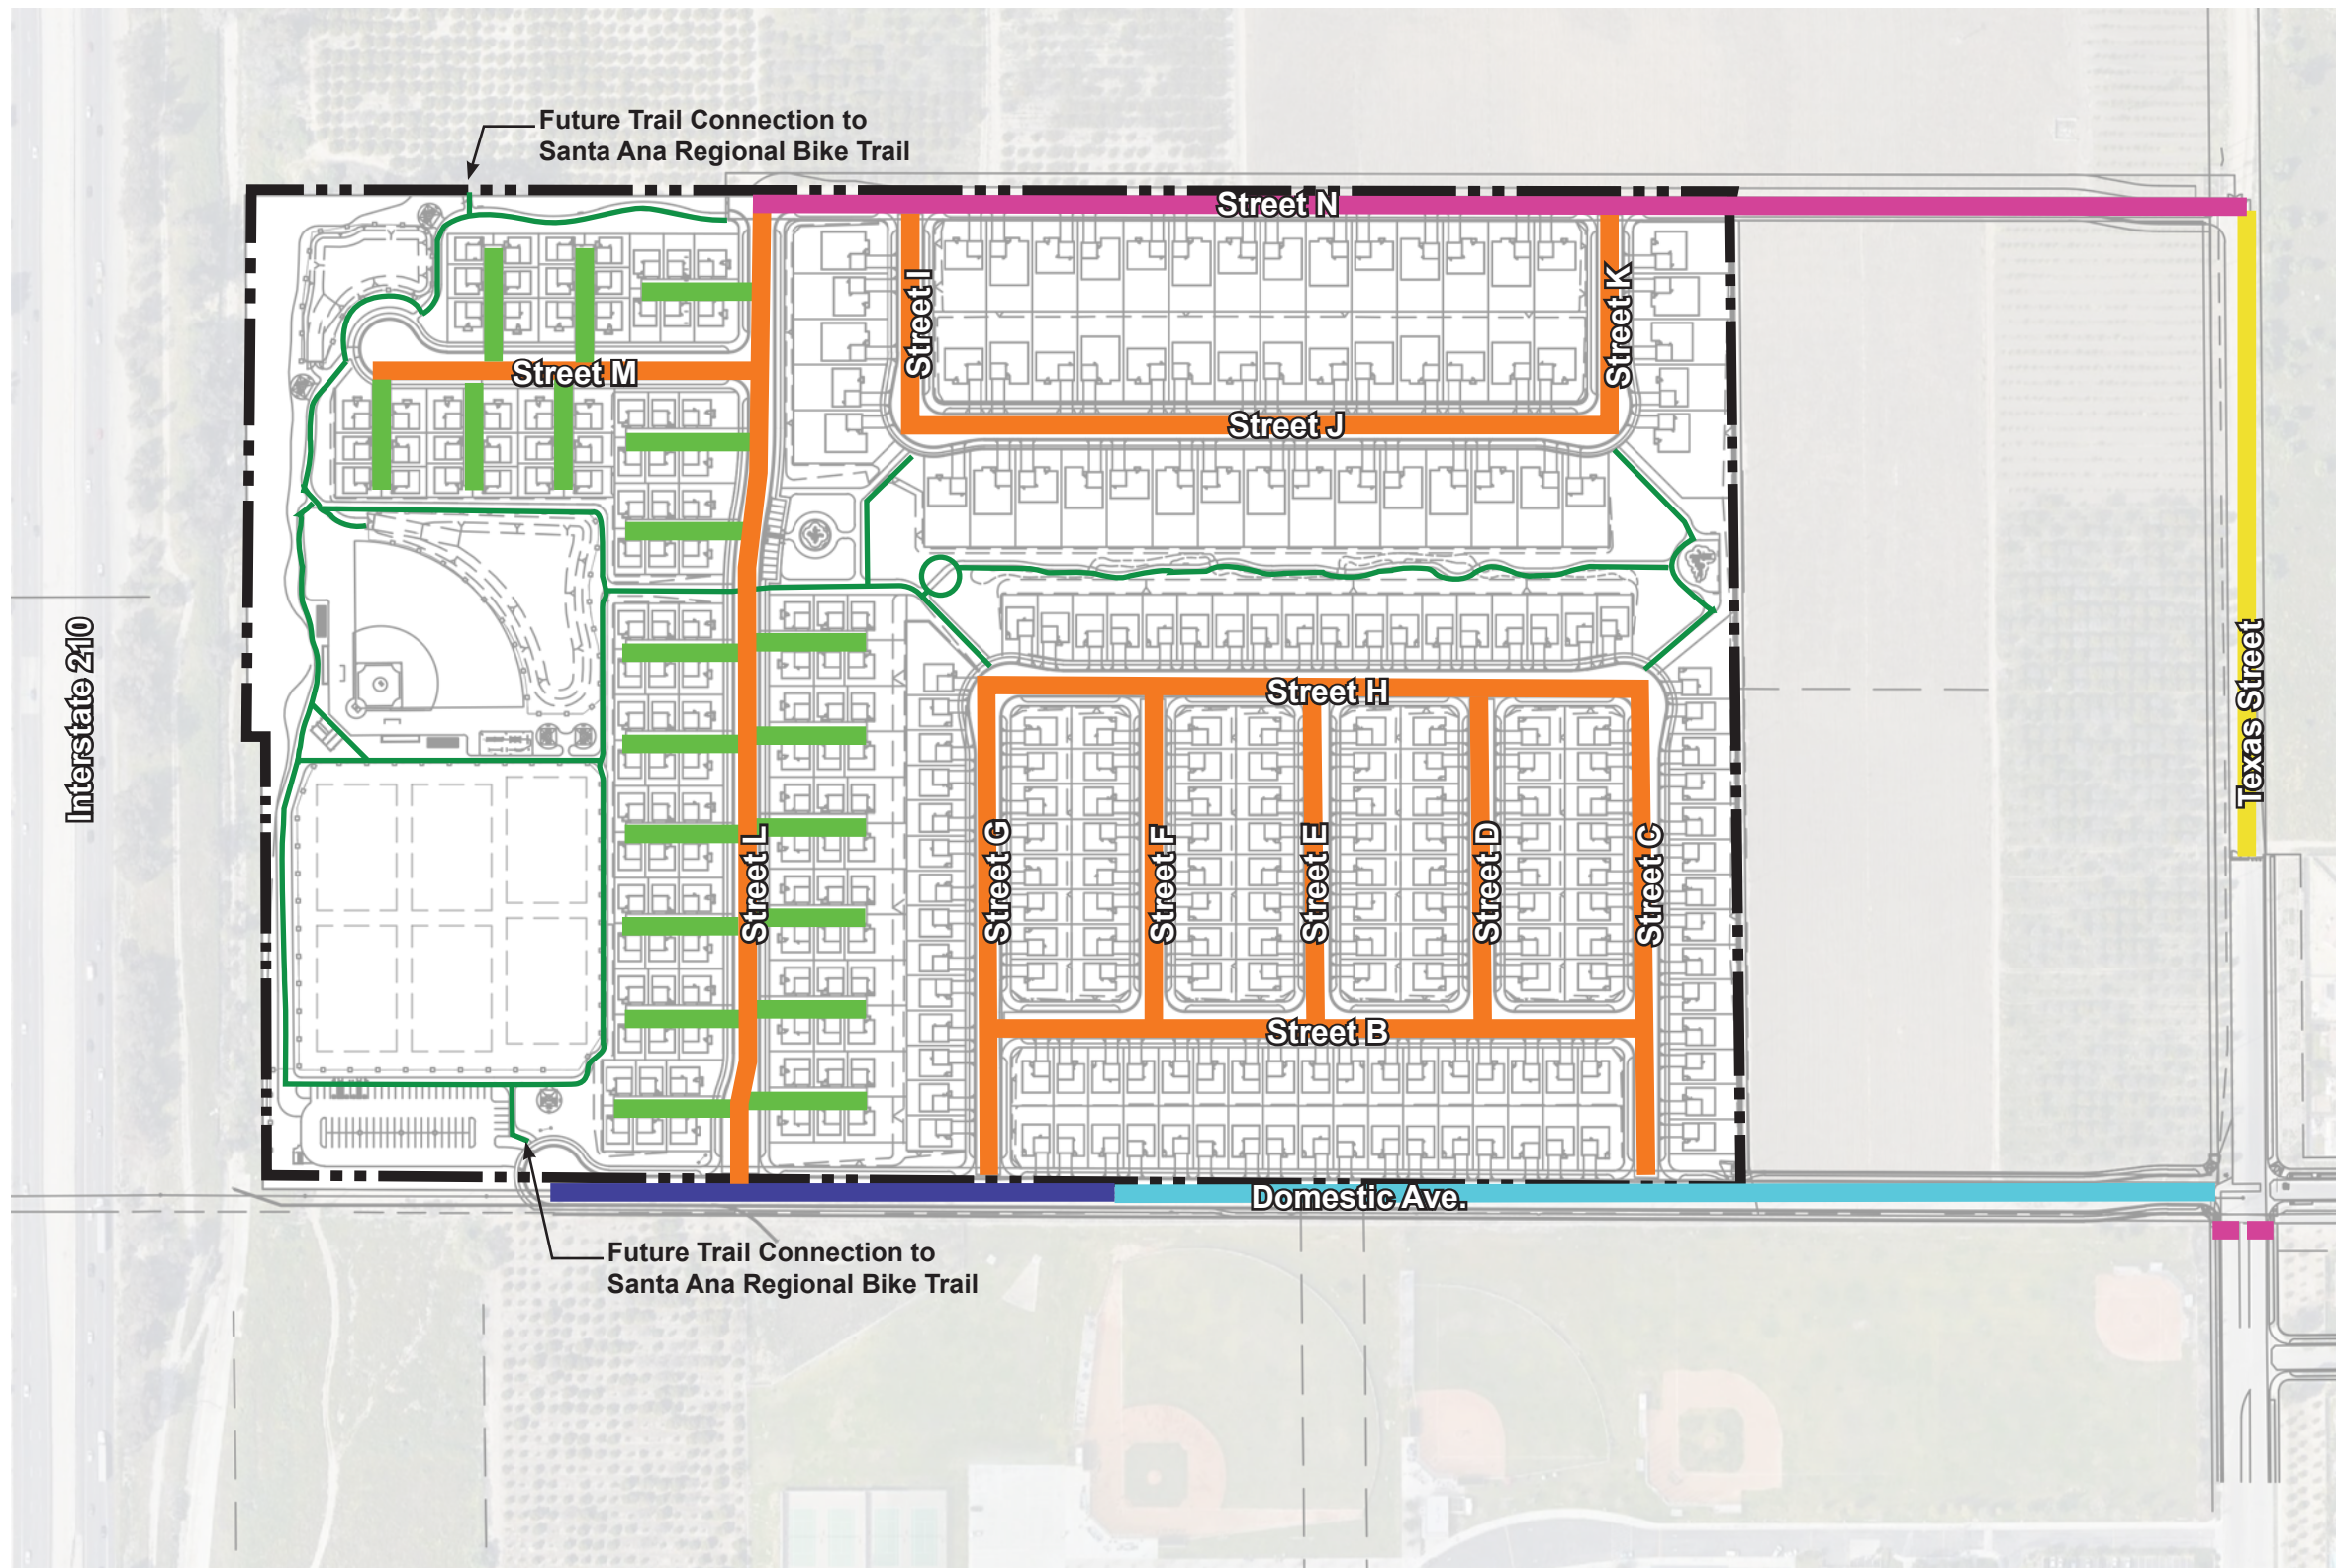 Future Trail Connection to
Santa Ana Regional Bike Trail
Street N
Street I
Street K
Street M
Street J
Interstate 210
Texas Street
Street H
Street L
Street G
Street F
Street E
Street D
Street C
Street B
Domestic Ave.
Future Trail Connection to
Santa Ana Regional Bike Trail